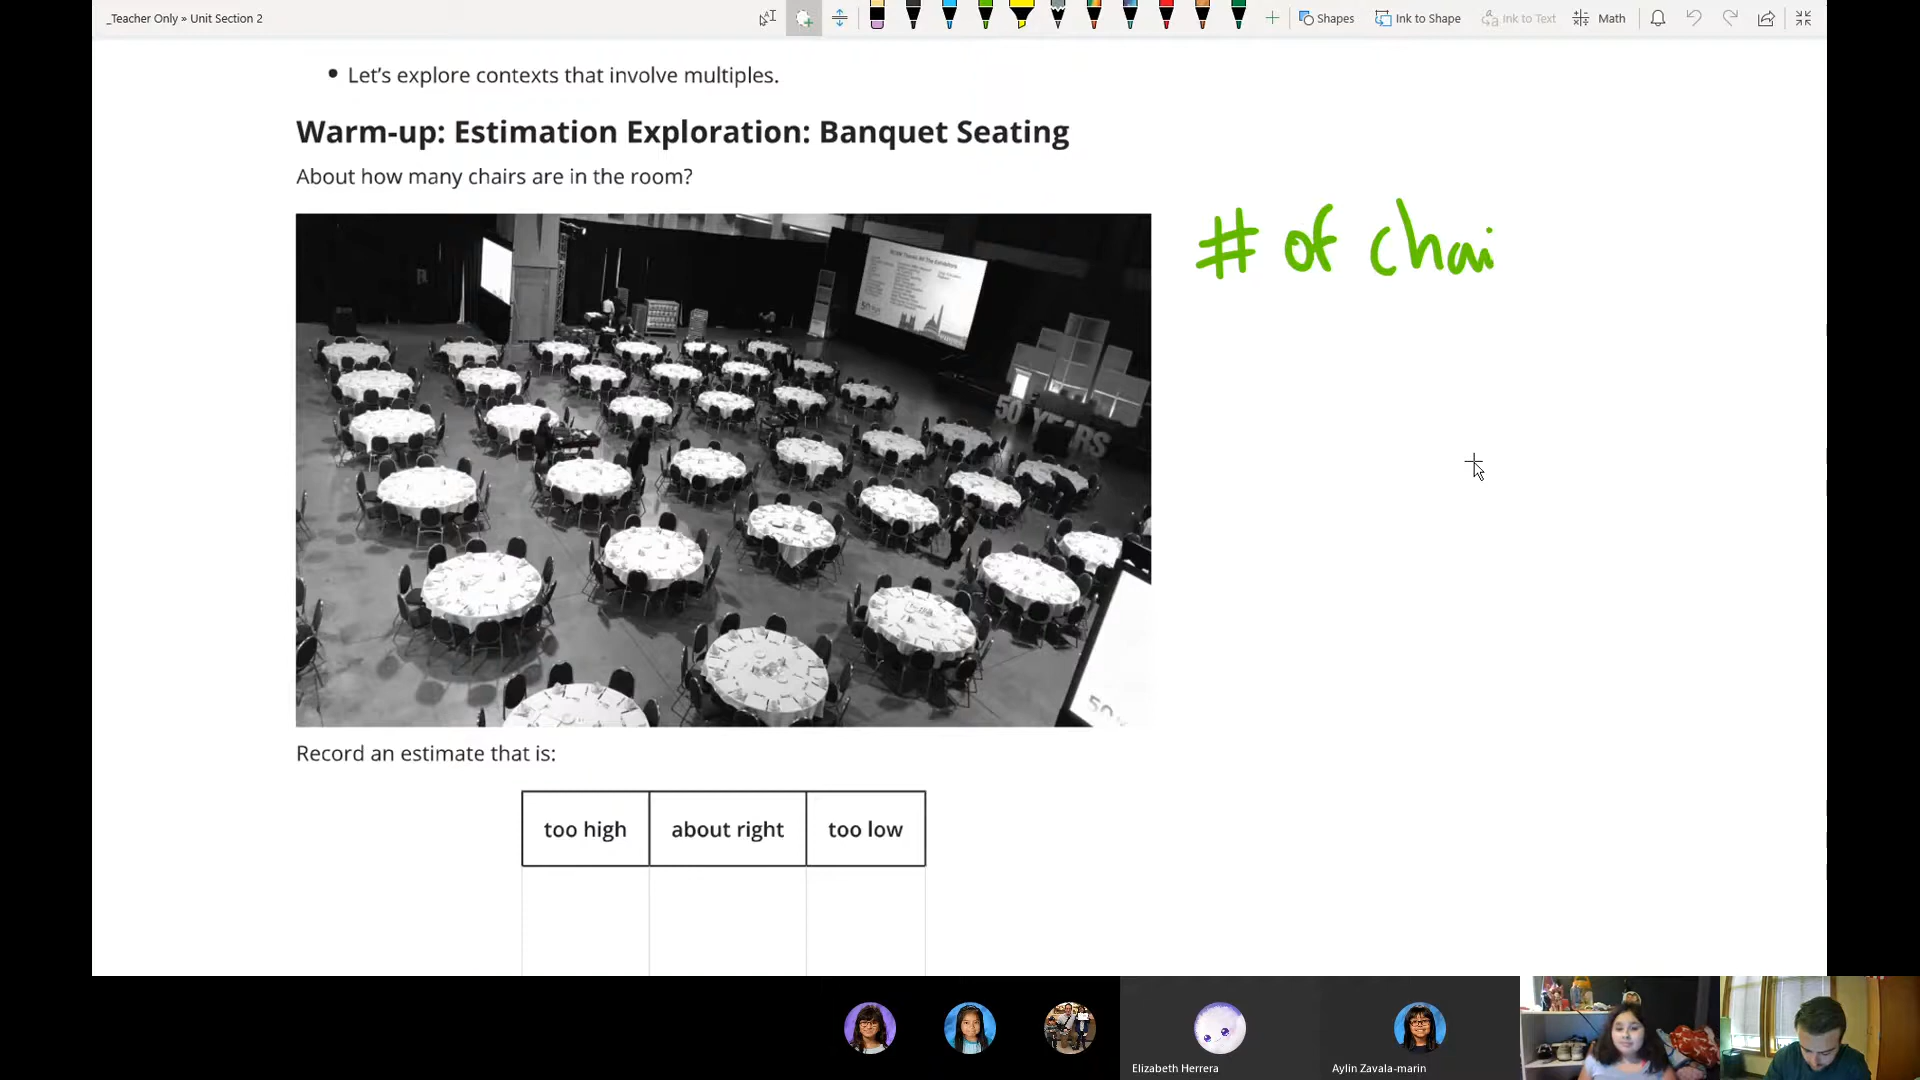 _Teacher Only » Unit Section 2
Shapes
Ink to Shape
Ink to Text
Math
• Let's explore contexts that involve multiples.
Warm-up: Estimation Exploration: Banquet Seating
About how many chairs are in the room?
# of chai
50 YEARS
50
Record an estimate that is:
too high
about right
too low
Elizabeth Herrera
Aylin Zavala-marin